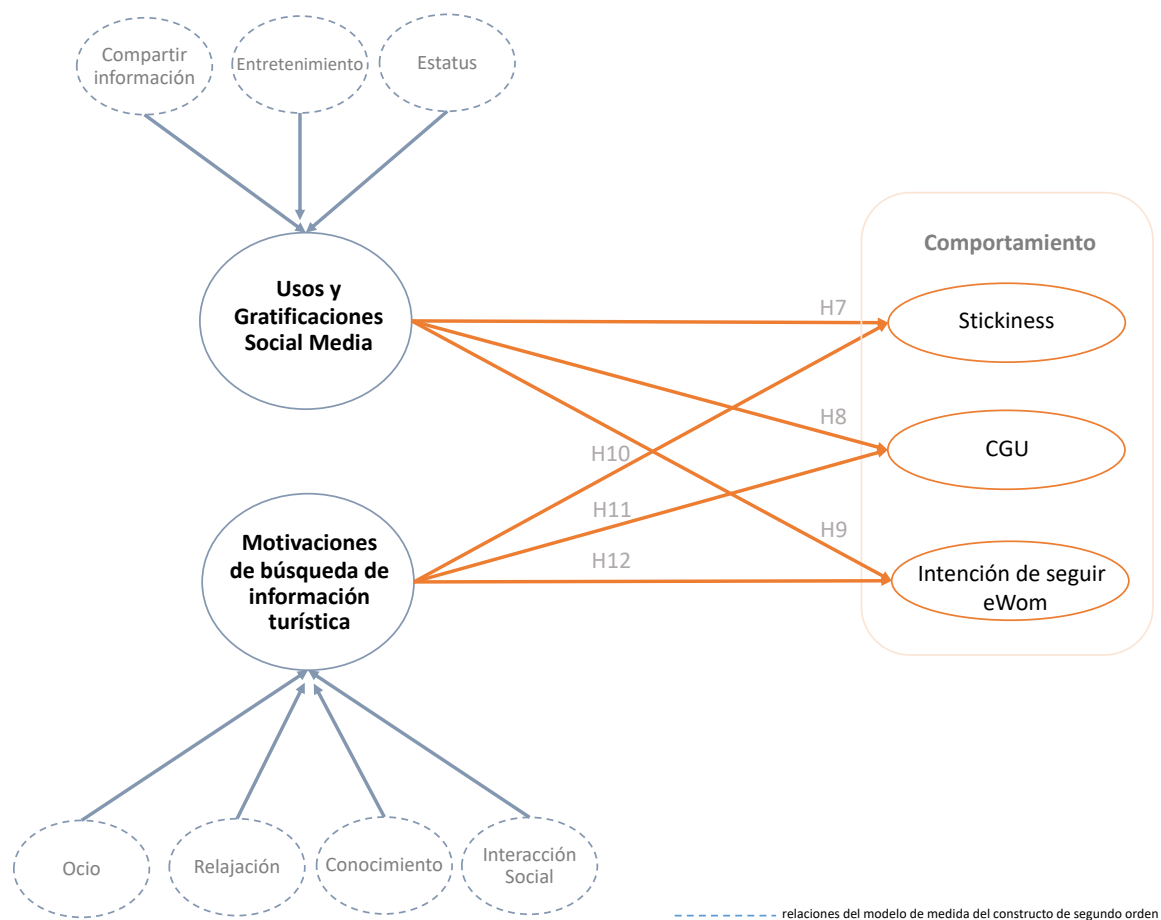 Compartir
información
Entretenimiento
Estatus
Usos y
Gratificaciones
Social Media
Comportamiento
H7
Stickiness
H8
CGU
H10
H11
H9
H12
Motivaciones
de búsqueda de
información
turística
Intención de seguir
eWom
Ocio
Relajación
Conocimiento
Interacción
Social
relaciones del modelo de medida del constructo de segundo orden